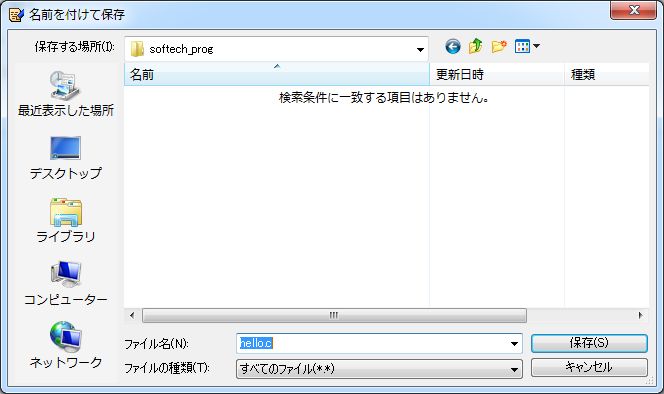 名前を付けて保存
保存する場所(I):
softech_prog
名前
更新日時
種類
検索条件に一致する項目はありません。
最近表示した場所
デスクトップ
ライブラリ
コンピューター
ネットワーク
ファイル名(N):
hello.c
保存(S)
ファイルの種類(T):
すべてのファイル(*.*)
キャンセル